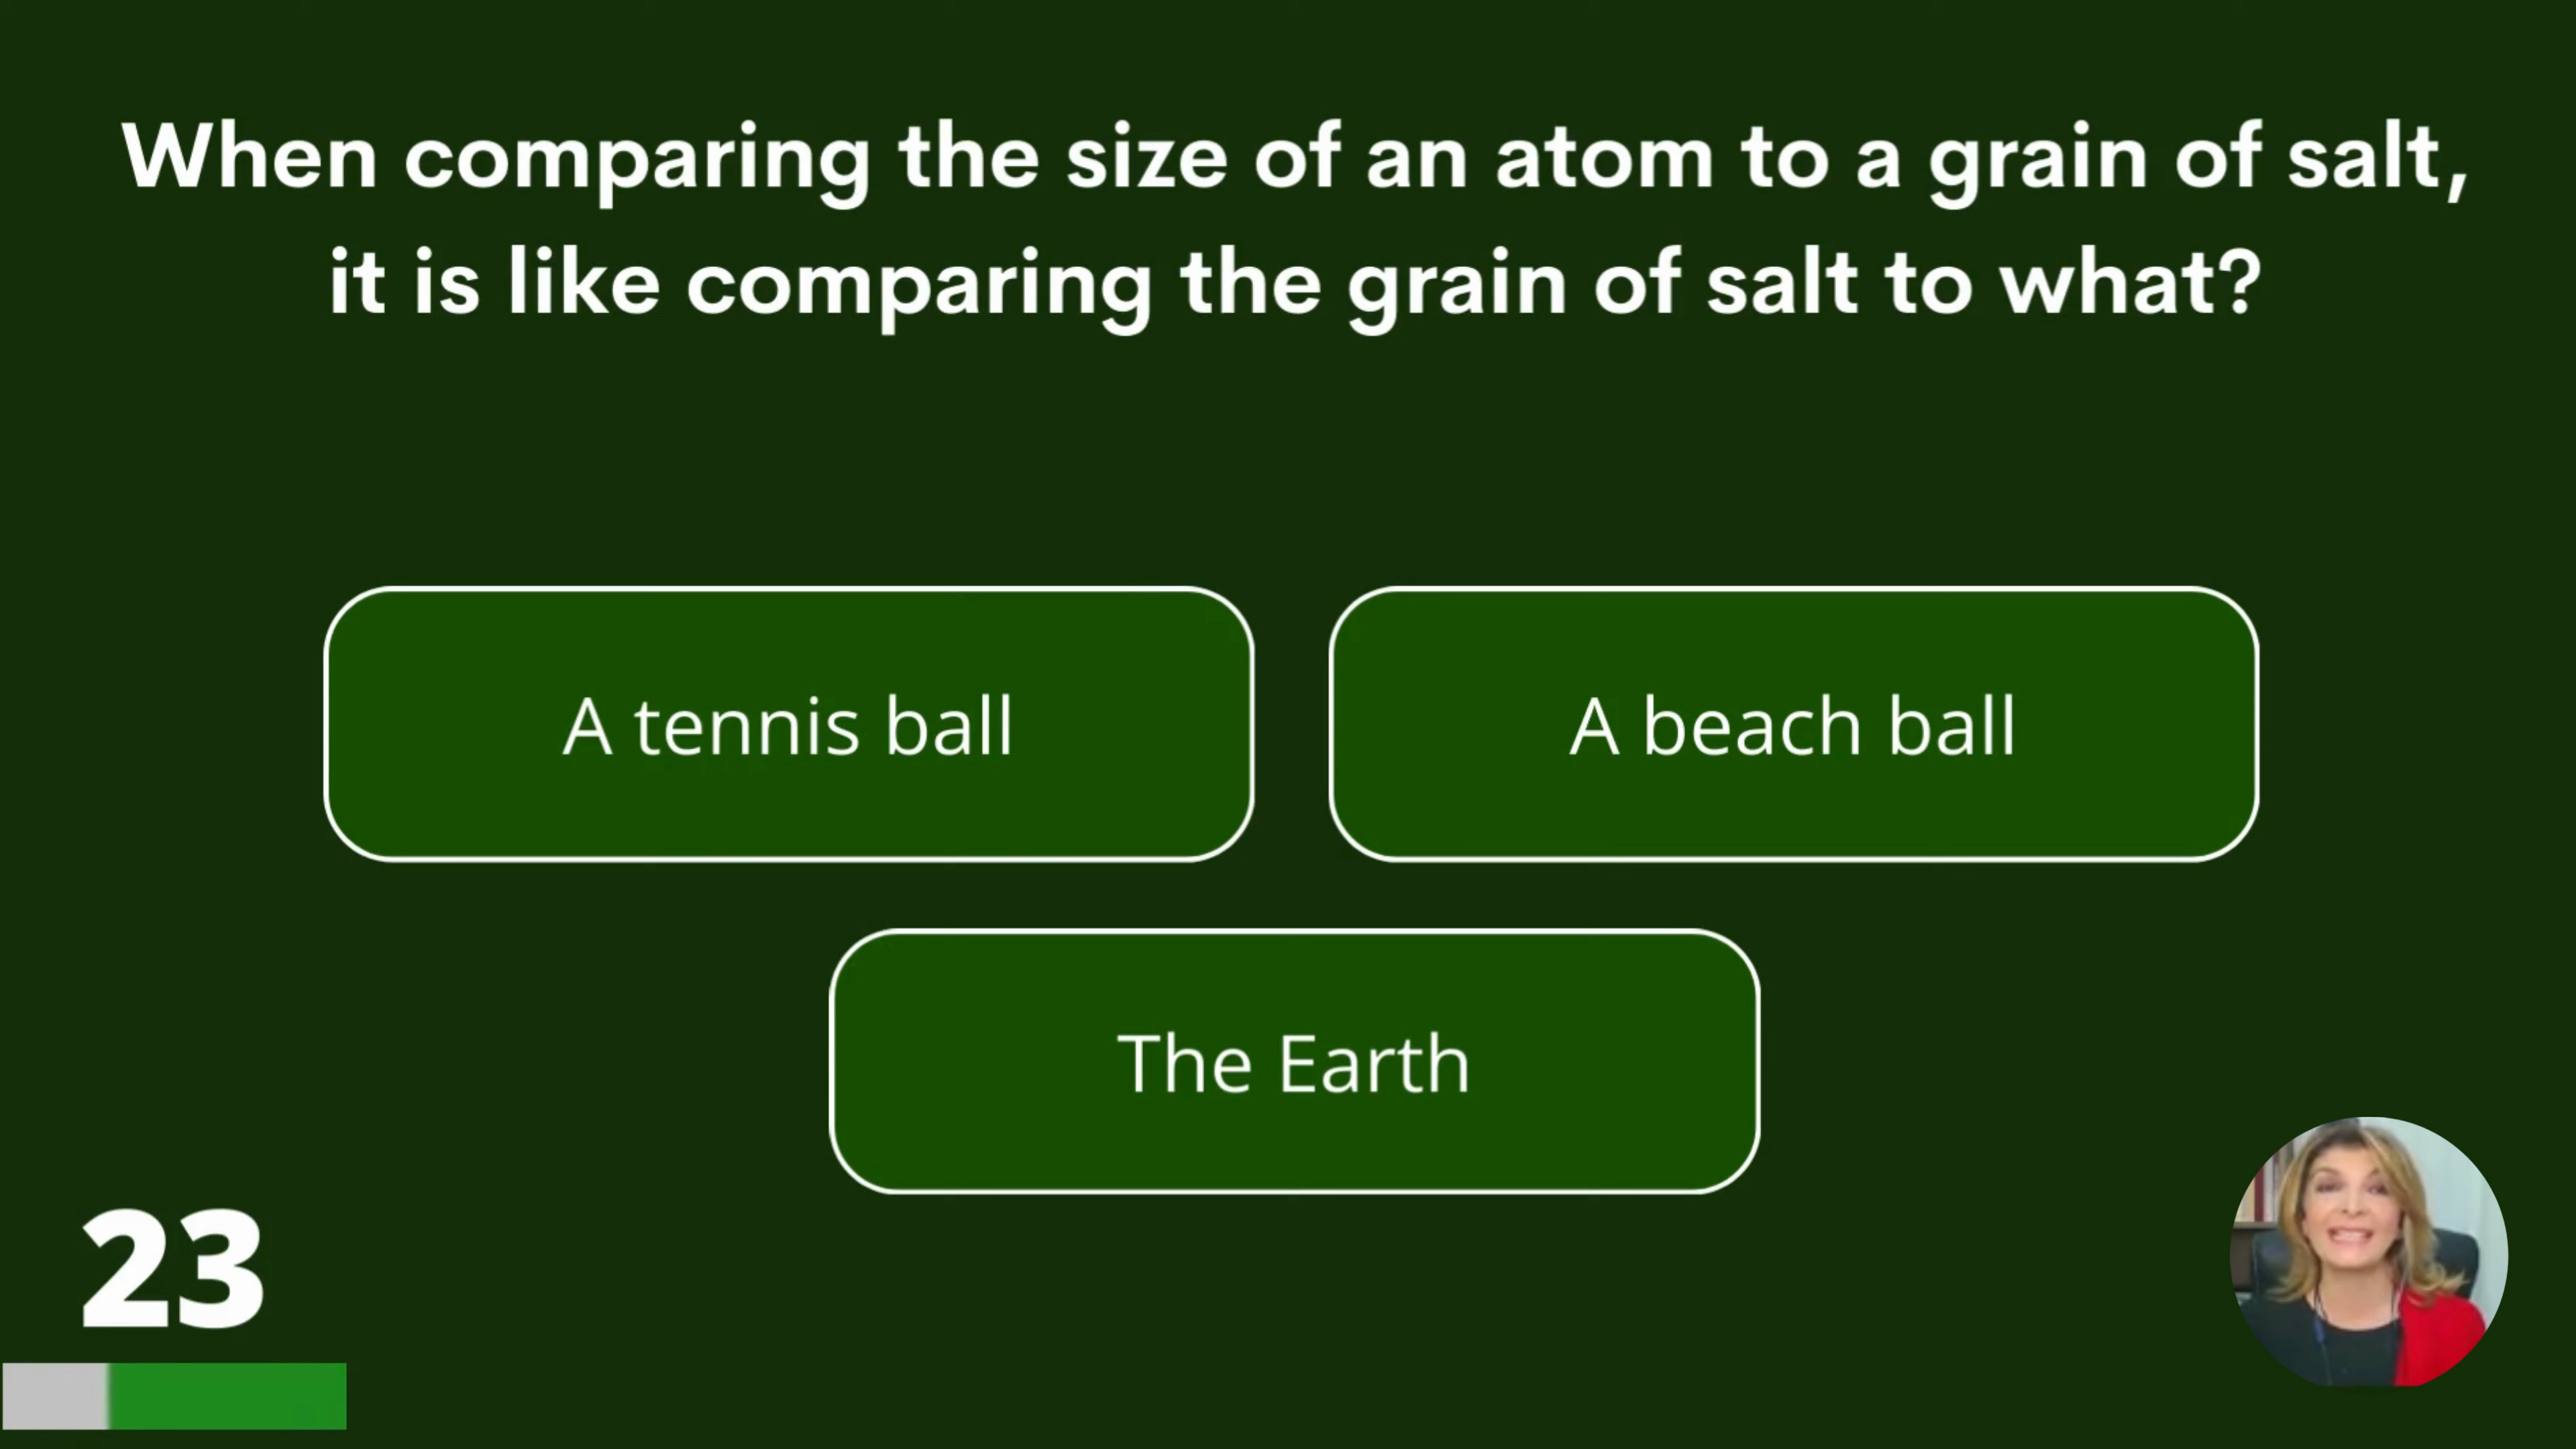 When comparing the size of an atom to a grain of salt,
it is like comparing the grain of salt to what?
A tennis ball
A beach ball
The Earth
23